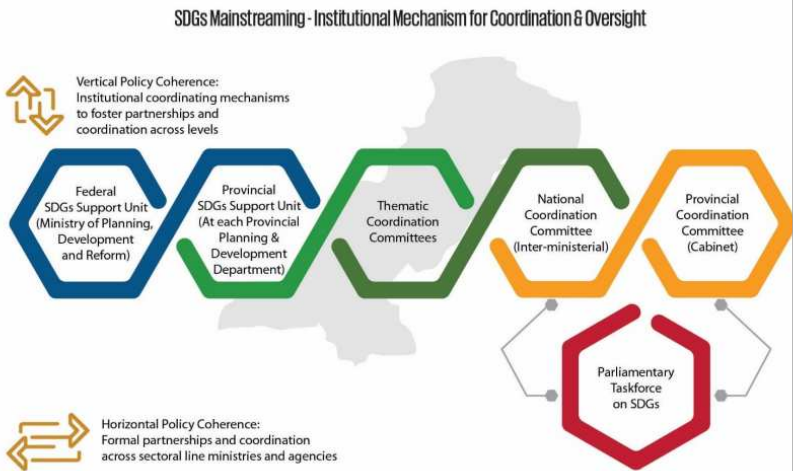 SDGs Mainstreaming - Institutional Mechanism for Coordination & Oversight
Vertical Policy Coherence:
Institutional coordinating mechanisms
to foster partnerships and
coordination across levels
Federal
SDGs Support Unit
(Ministry of Planning,
Development
and Reform)
Provincial
SDGs Support Unit
(At each Provincial
Planning &
Development
Department)
Thematic
Coordination
Committees
National
Coordination
Committee
(Inter-ministerial)
Provincial
Coordination
Committee
(Cabinet)
Parliamentary
Taskforce
on SDGs
Horizontal Policy Coherence:
Formal partnerships and coordination
across sectoral line ministries and agencies